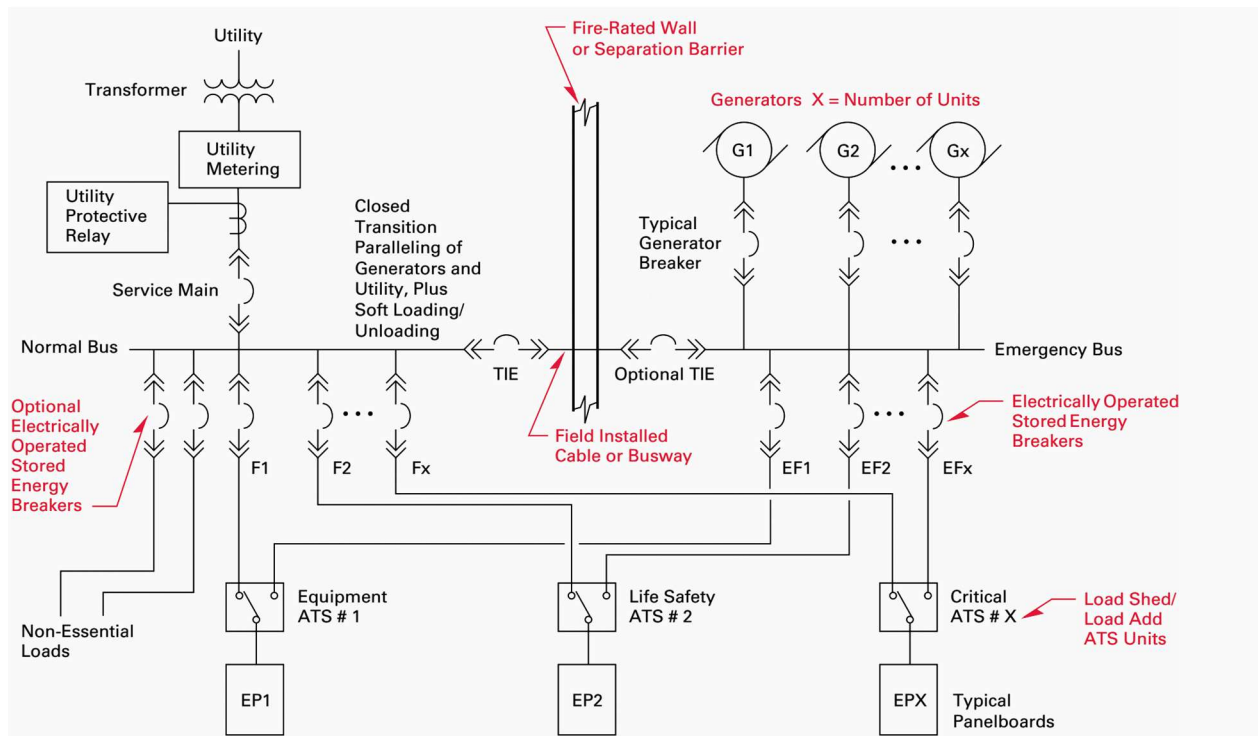 Utility
Transformer
Utility
Metering
Utility
Protective
Relay
Service Main
Normal Bus
Closed
Transition
Paralleling of
Generators and
Utility, Plus
Soft Loading/
Unloading
Fire-Rated Wall
or Separation Barrier
Generators X = Number of Units
G1
G2
•••
Gx
Typical
Generator
Breaker
•••
TIE
Optional TIE
Emergency Bus
Optional
Electrically
Operated
Stored
Energy
Breakers
•••
Field Installed
Cable or Busway
•••
Electrically Operated
Stored Energy
Breakers
F1
F2
Fx
EF1
EF2
EFx
Non-Essential
Loads
Equipment
ATS # 1
Life Safety
ATS # 2
Critical
ATS # X
Load Shed/
Load Add
ATS Units
EP1
EP2
EPX
Typical
Panelboards